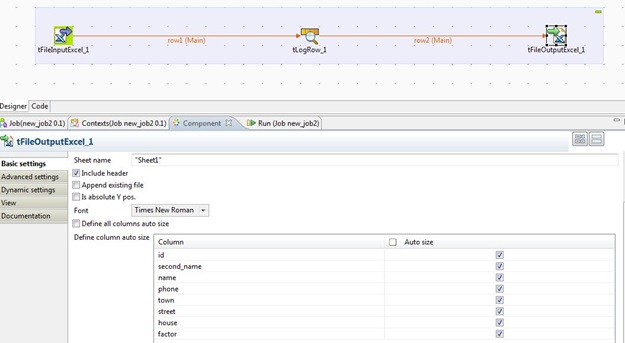 row1 (Main)
row2 (Main)
tFileInputExcel_1
tLogRow_1
tFileOutputExcel_1
Designer Code
Job(new_job2 0.1) Contexts(Job new_job2 0.1) Component Run (Job new_job2)
tFileOutputExcel_1
Basic settings
Advanced settings
Dynamic settings
View
Documentation
Sheet name "Sheet1"
Include header
Append existing file
Is absolute Y pos.
Font Times New Roman
Define all columns auto size
Define column auto size
Column Auto size
id
second_name
name
phone
town
street
house
factor